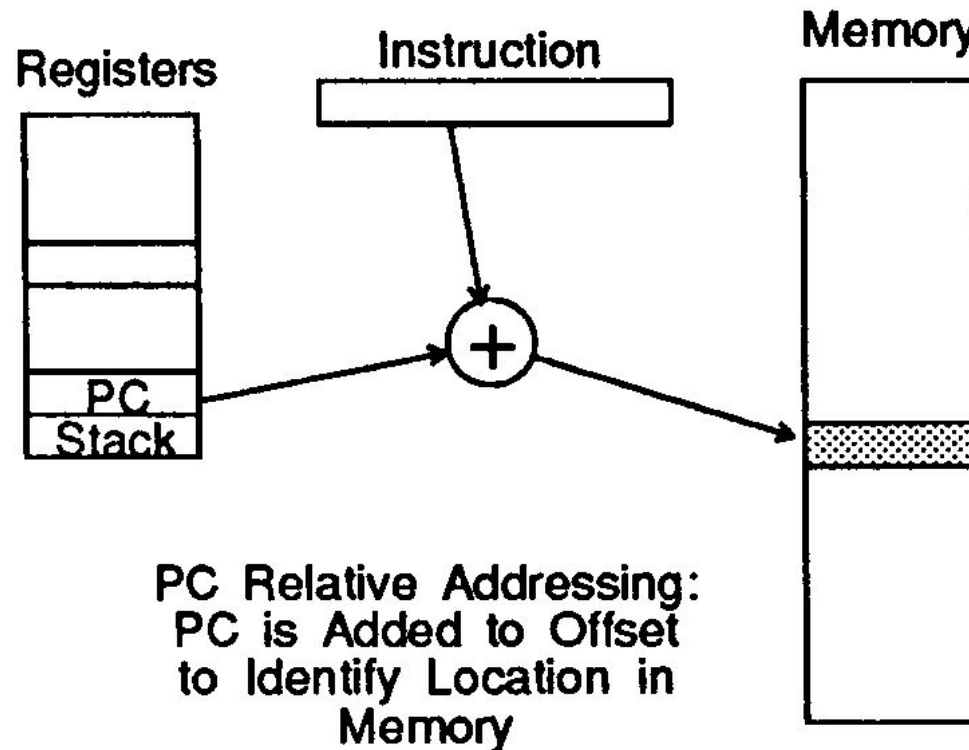 Registers
Instruction
Memory
PC
Stack
+
PC Relative Addressing:
PC is Added to Offset
to Identify Location in
Memory